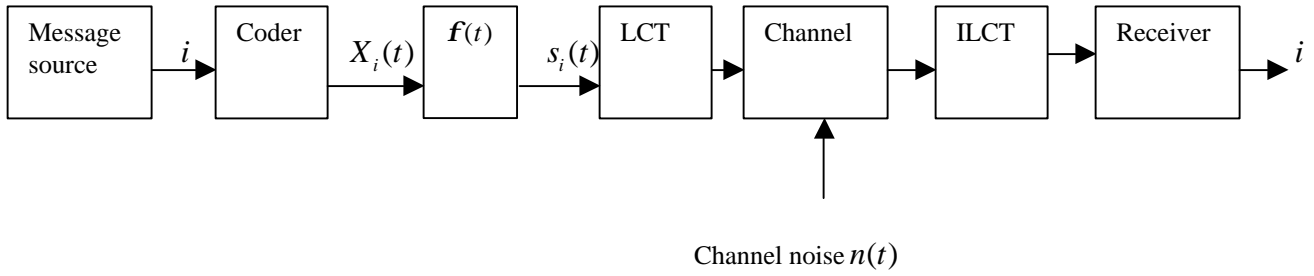 Message source
Coder
f(t)
LCT
Channel
ILCT
Receiver
i
X_i(t)
s_i(t)
i
Channel noise n(t)